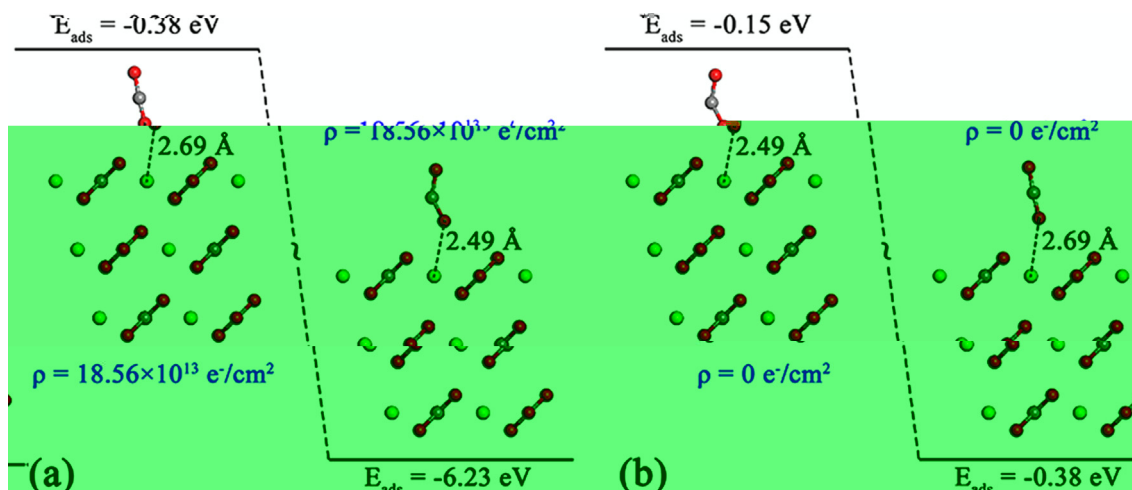 E_ads = -0.38 eV
2.69 Å
2.49 Å
ρ = 18.56×10¹³ e⁻/cm²
(a)
E_ads = -6.23 eV
E_ads = -0.15 eV
ρ = 0 e⁻/cm²
2.49 Å
2.69 Å
ρ = 0 e⁻/cm²
(b)
E_ads = -0.38 eV